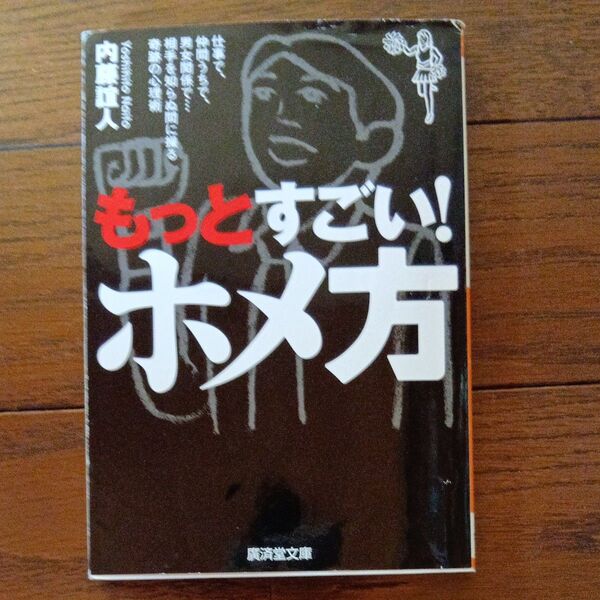 仕事で、
仲間うちで、
男女関係で…
相手を知らぬ間に操る
奇跡の心理術
Yoshihito Naito
内藤誼人
もっとすごい!
ホメ方
廣済堂文庫